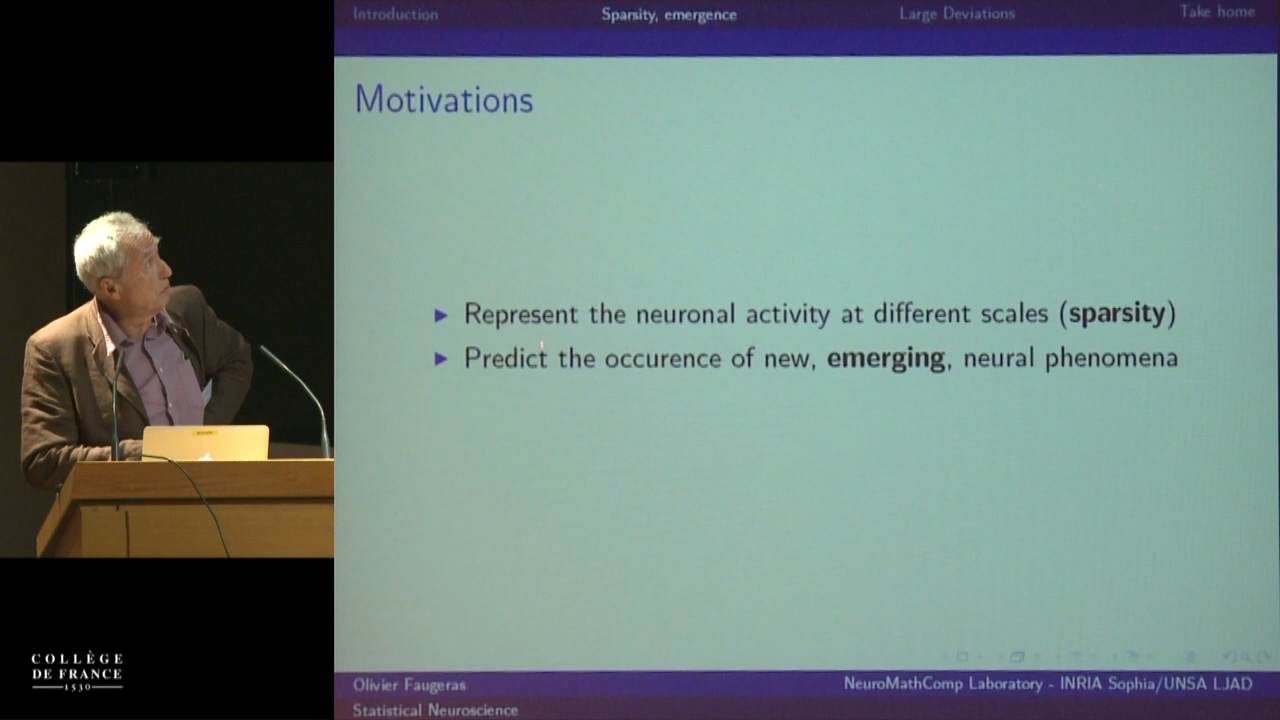 Introduction
Sparsity, emergence
Large Deviations
Take home
Motivations
Represent the neuronal activity at different scales (sparsity)
Predict the occurence of new, emerging, neural phenomena
Olivier Faugeras
NeuroMathComp Laboratory - INRIA Sophia/UNSA LJAD
Statistical Neuroscience
COLLÈGE
DE FRANCE
1530